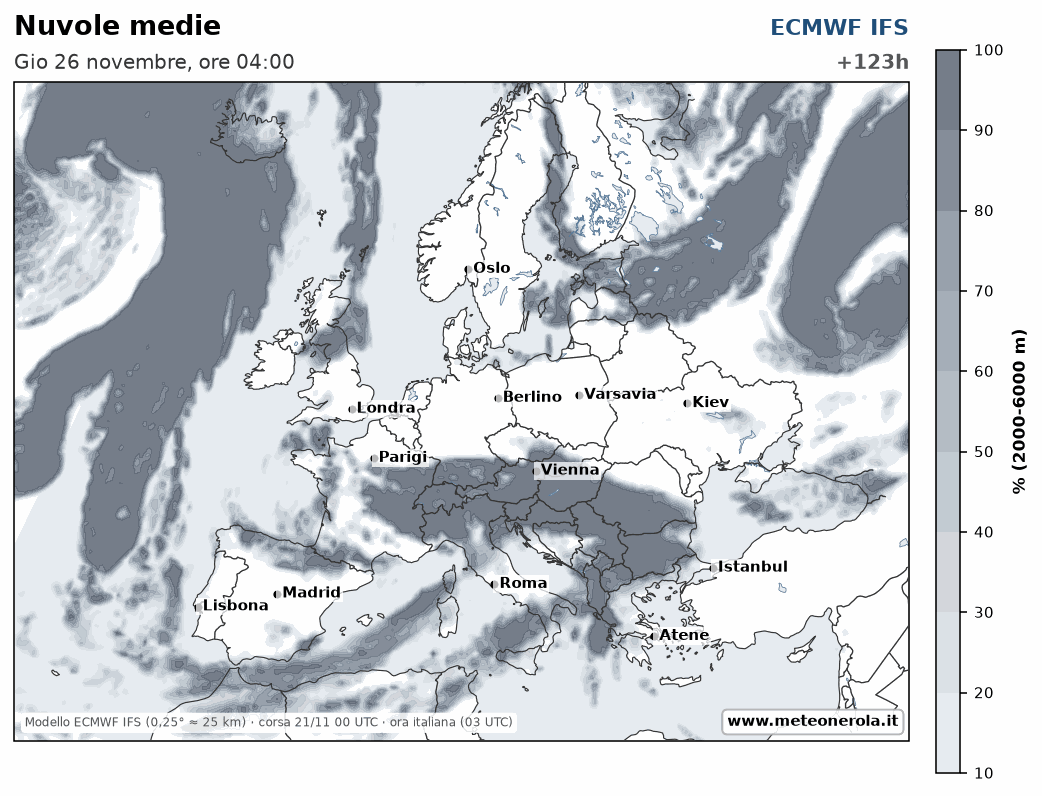 Nuvole medie
ECMWF IFS
Gio 26 novembre, ore 04:00
+123h
100
90
80
70
60
50
40
30
20
10
% (2000-6000 m)
Oslo
Londra
Berlino
Varsavia
Kiev
Parigi
Vienna
Istanbul
Roma
Madrid
Lisbona
Atene
Modello ECMWF IFS (0,25° ≈ 25 km) · corsa 21/11 00 UTC · ora italiana (03 UTC)
www.meteonerola.it